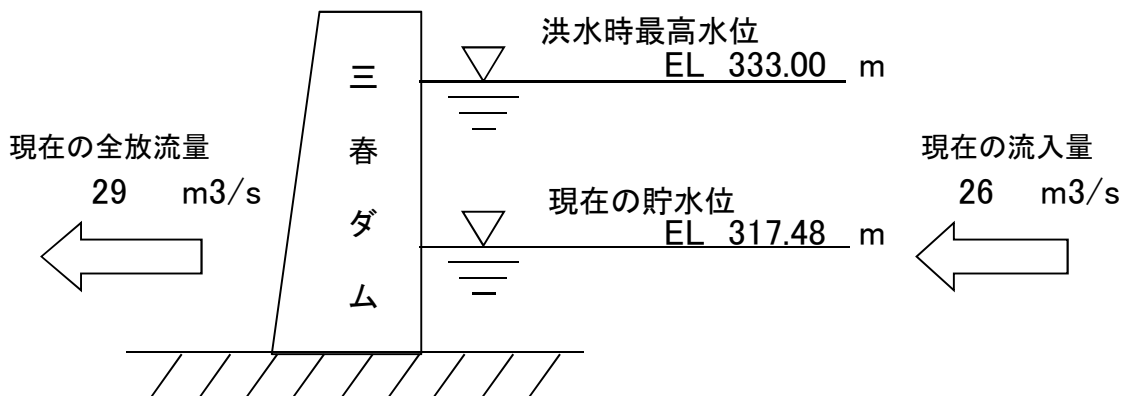 洪水時最高水位
EL 333.00 m
三春ダム
現在の全放流量
29 m3/s
現在の流入量
26 m3/s
現在の貯水位
EL 317.48 m